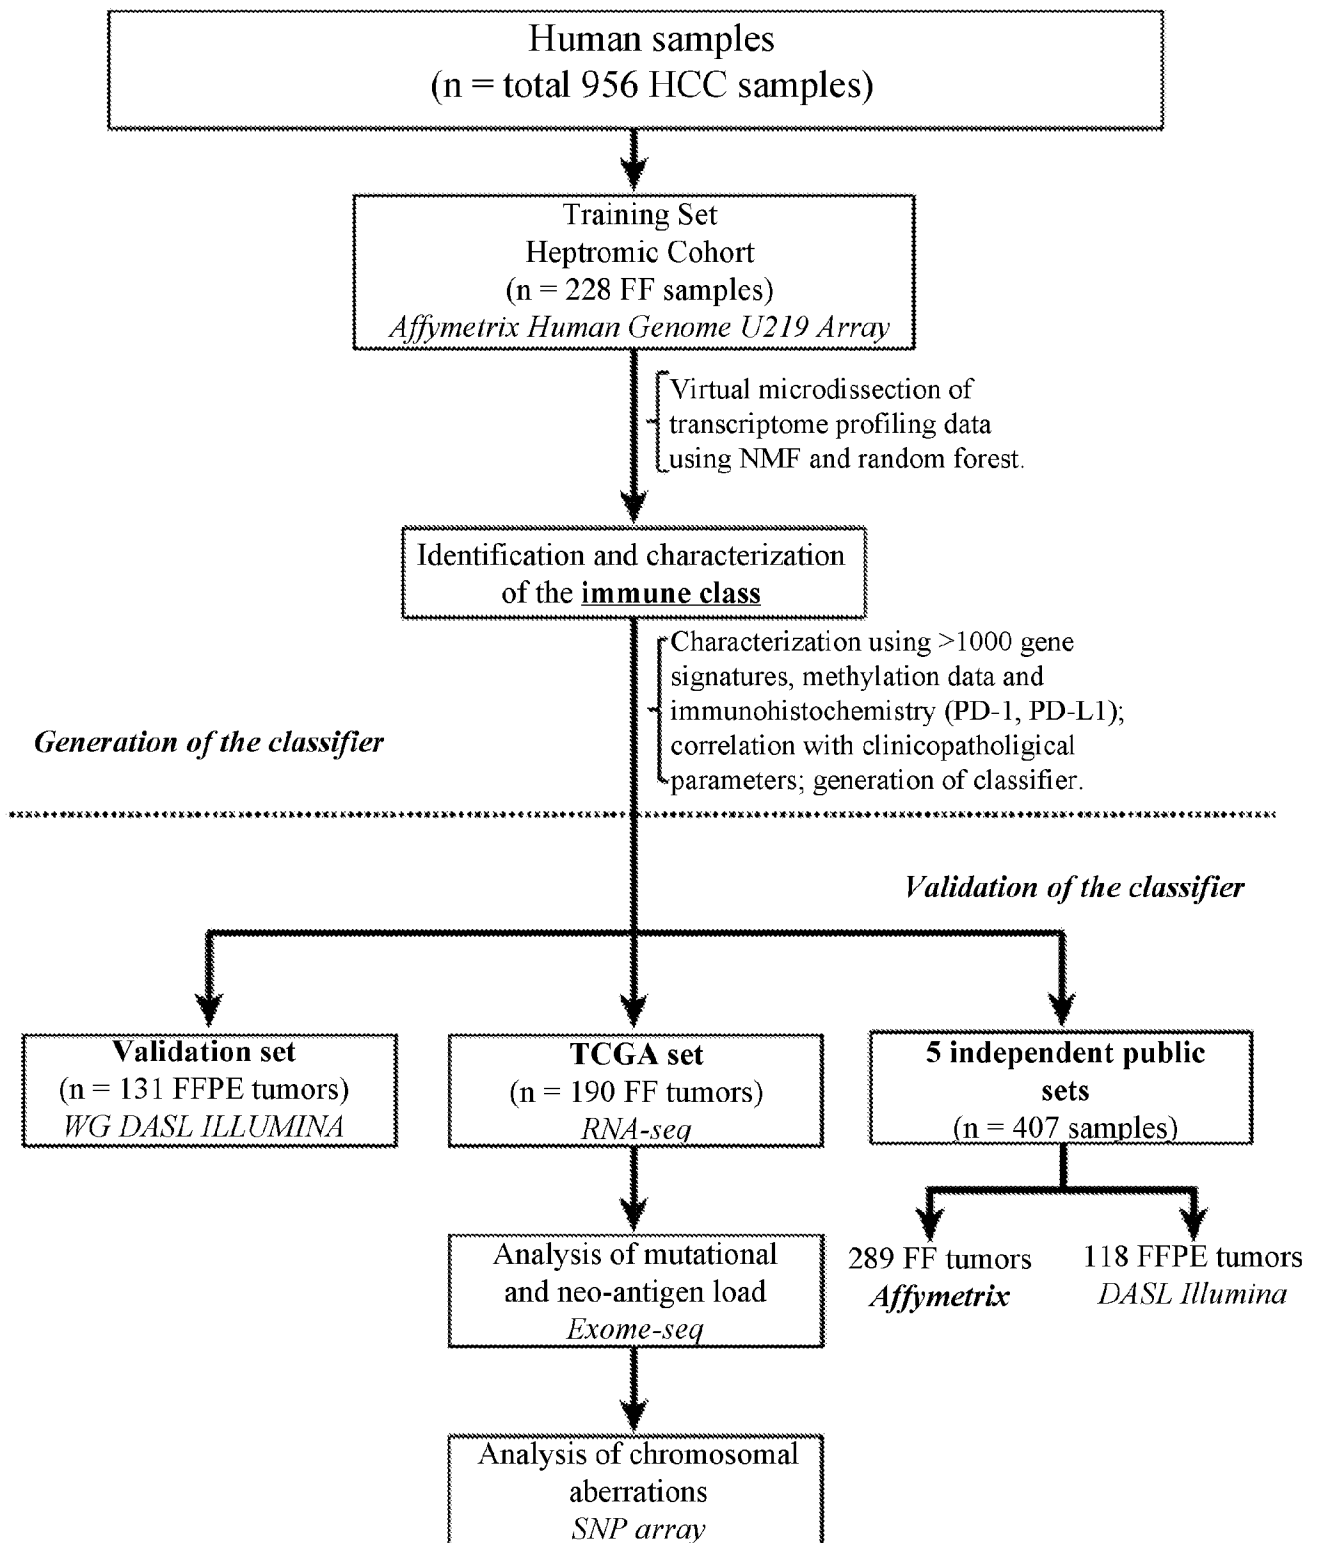 Human samples
(n = total 956 HCC samples)
Training Set
Heptromic Cohort
(n = 228 FF samples)
Affymetrix Human Genome U219 Array
Virtual microdissection of
transcriptome profiling data
using NMF and random forest.
Identification and characterization
of the immune class
Characterization using >1000 gene
signatures, methylation data and
immunohistochemistry (PD-1, PD-L1);
correlation with clinicopatholigical
parameters; generation of classifier.
Generation of the classifier
Validation of the classifier
Validation set
(n = 131 FFPE tumors)
WG DASL ILLUMINA
TCGA set
(n = 190 FF tumors)
RNA-seq
5 independent public
sets
(n = 407 samples)
Analysis of mutational
and neo-antigen load
Exome-seq
289 FF tumors
Affymetrix
118 FFPE tumors
DASL Illumina
Analysis of chromosomal
aberrations
SNP array